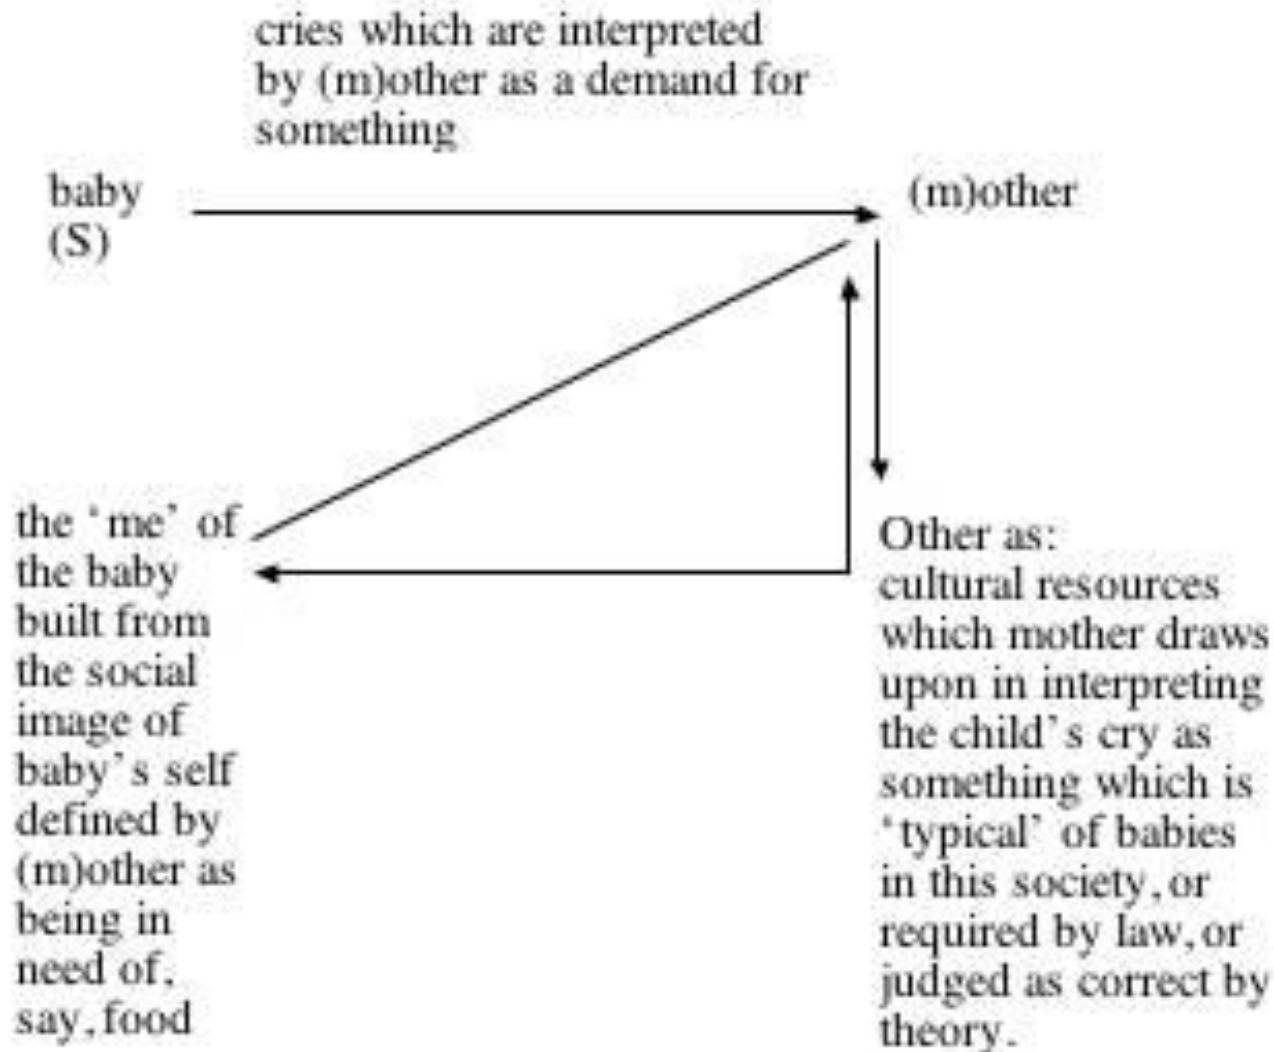 cries which are interpreted
by (m)other as a demand for
something
baby
(S)
(m)other
the ‘me’ of
the baby
built from
the social
image of
baby’s self
defined by
(m)other as
being in
need of,
say, food
Other as:
cultural resources
which mother draws
upon in interpreting
the child’s cry as
something which is
‘typical’ of babies
in this society, or
required by law, or
judged as correct by
theory.